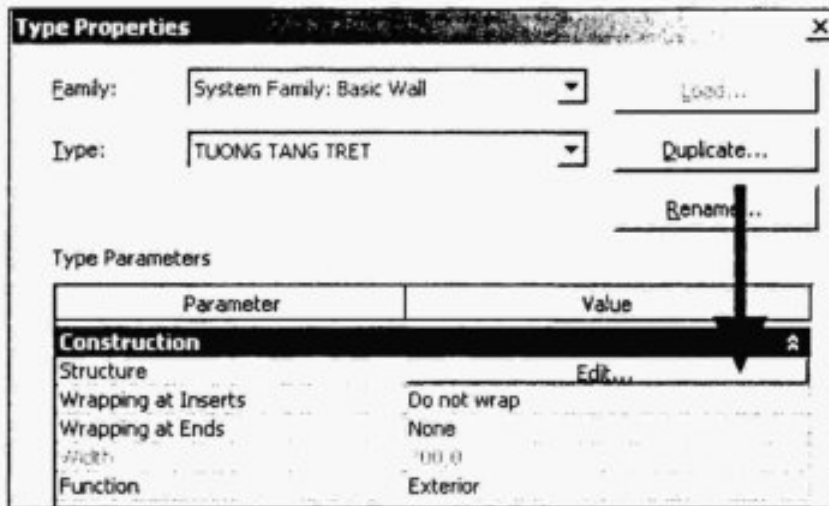 Type Properties
Family: System Family: Basic Wall Load...
Type: TUONG TANG TRET Duplicate...
Rename...
Type Parameters
Parameter Value
Construction
Structure Edit...
Wrapping at Inserts Do not wrap
Wrapping at Ends None
Width
Function Exterior